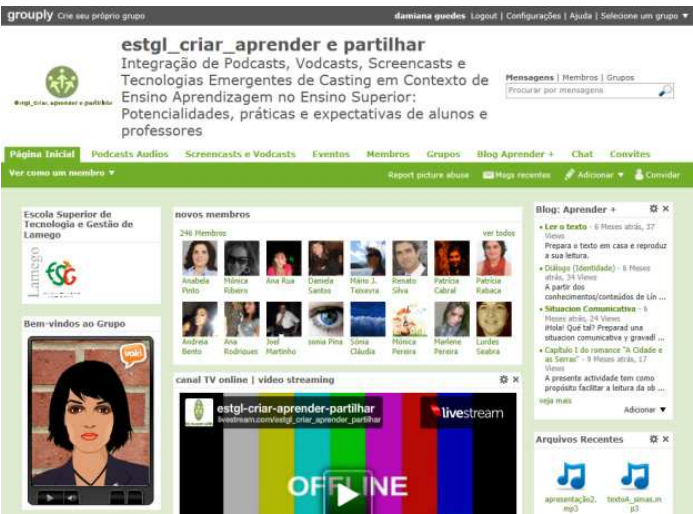 grouply Crie seu próprio grupo
damiana guedes Logout | Configurações | Ajuda | Selecione um grupo ▼
estgl_criar_aprender e partilhar
Integração de Podcasts, Vodcasts, Screencasts e
Tecnologias Emergentes de Casting em Contexto de
Ensino Aprendizagem no Ensino Superior:
Potencialidades, práticas e expectativas de alunos e
professores
Estgl_Criar, aprender e partilhar
Mensagens | Membros | Grupos
Procurar por mensagens
Página Inicial Podcasts Audios Screencasts e Vodcasts Eventos Membros Grupos Blog Aprender + Chat Convites
Ver como um membro ▼
Report picture abuse Msgs recentes Adicionar ▼ Convidar
Escola Superior de
Tecnologia e Gestão de
Lamego
Lamego
Bem-vindos ao Grupo
voki
novos membros
246 Membros ver todos
Anabela Pinto
Mónica Ribeiro
Ana Rua
Daniela Santos
Mário J. Teixeyra
Renato Silva
Patrícia Cabral
Patrícia Rabaça
Andreia Bento
Ana Rodriques
Joel Martinho
sonia Pina
Sónia Cláudia
Mónica Pereira
Marlene Pereira
Lurdes Seabra
canal TV online | video streaming
estgl-criar-aprender-partilhar
livestream.com/estgl_criar_aprender_partilhar
livestream
OFFLINE
Blog: Aprender +
Ler o texto - 6 Meses atrás, 37
Views
Prepara o texto em casa e reproduz
a sua leitura.
Diálogo (Identidade) - 6 Meses
atrás, 34 Views
A partir dos
conhecimentos/conteúdos de Lín ...
Situacion Comunicativa - 6
Meses atrás, 24 Views
iHola! Qué tal? Preparad una
situacion comunicativa y gravadl ...
Capítulo I do romance "A Cidade e
as Serras" - 9 Meses atrás, 17
Views
A presente actividade tem como
propósito facilitar a leitura da ob ...
veja mais
Adicionar ▼
Arquivos Recentes
apresentação2.
mp3
textoA_simas.m
p3